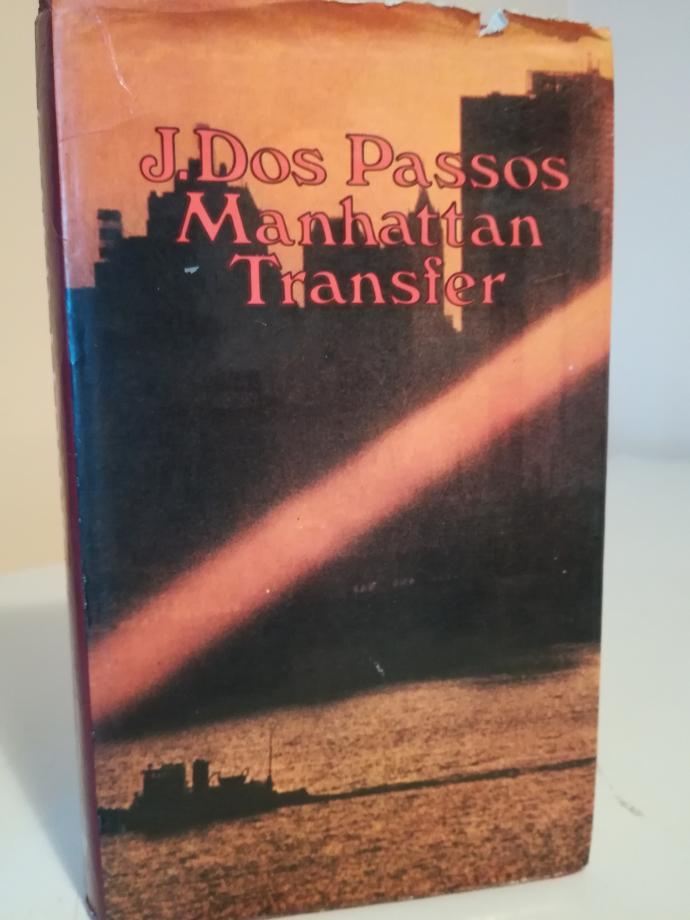 J. Dos Passos
Manhattan
Transfer